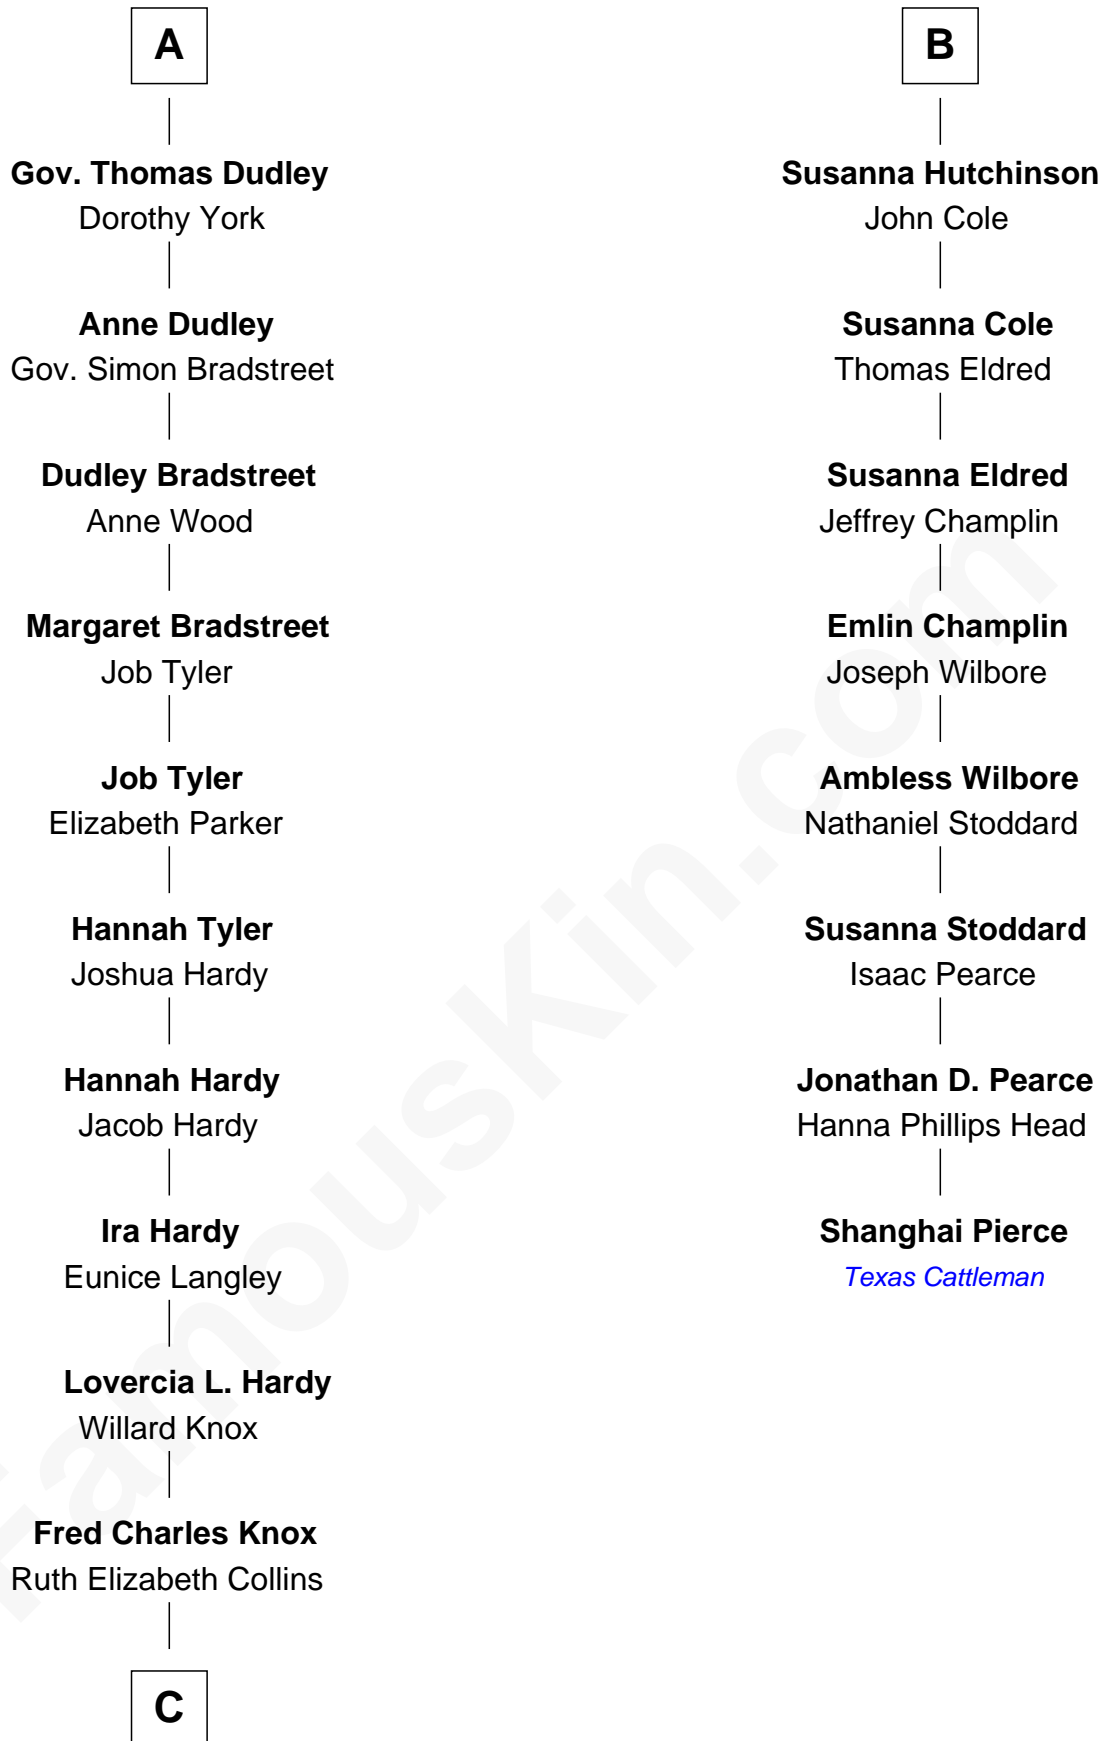 A
Gov. Thomas Dudley
Dorothy York
Anne Dudley
Gov. Simon Bradstreet
Dudley Bradstreet
Anne Wood
Margaret Bradstreet
Job Tyler
Job Tyler
Elizabeth Parker
Hannah Tyler
Joshua Hardy
Hannah Hardy
Jacob Hardy
Ira Hardy
Eunice Langley
Lovercia L. Hardy
Willard Knox
Fred Charles Knox
Ruth Elizabeth Collins
C
B
Susanna Hutchinson
John Cole
Susanna Cole
Thomas Eldred
Susanna Eldred
Jeffrey Champlin
Emlin Champlin
Joseph Wilbore
Ambless Wilbore
Nathaniel Stoddard
Susanna Stoddard
Isaac Pearce
Jonathan D. Pearce
Hanna Phillips Head
Shanghai Pierce
Texas Cattleman
FamousKin.com